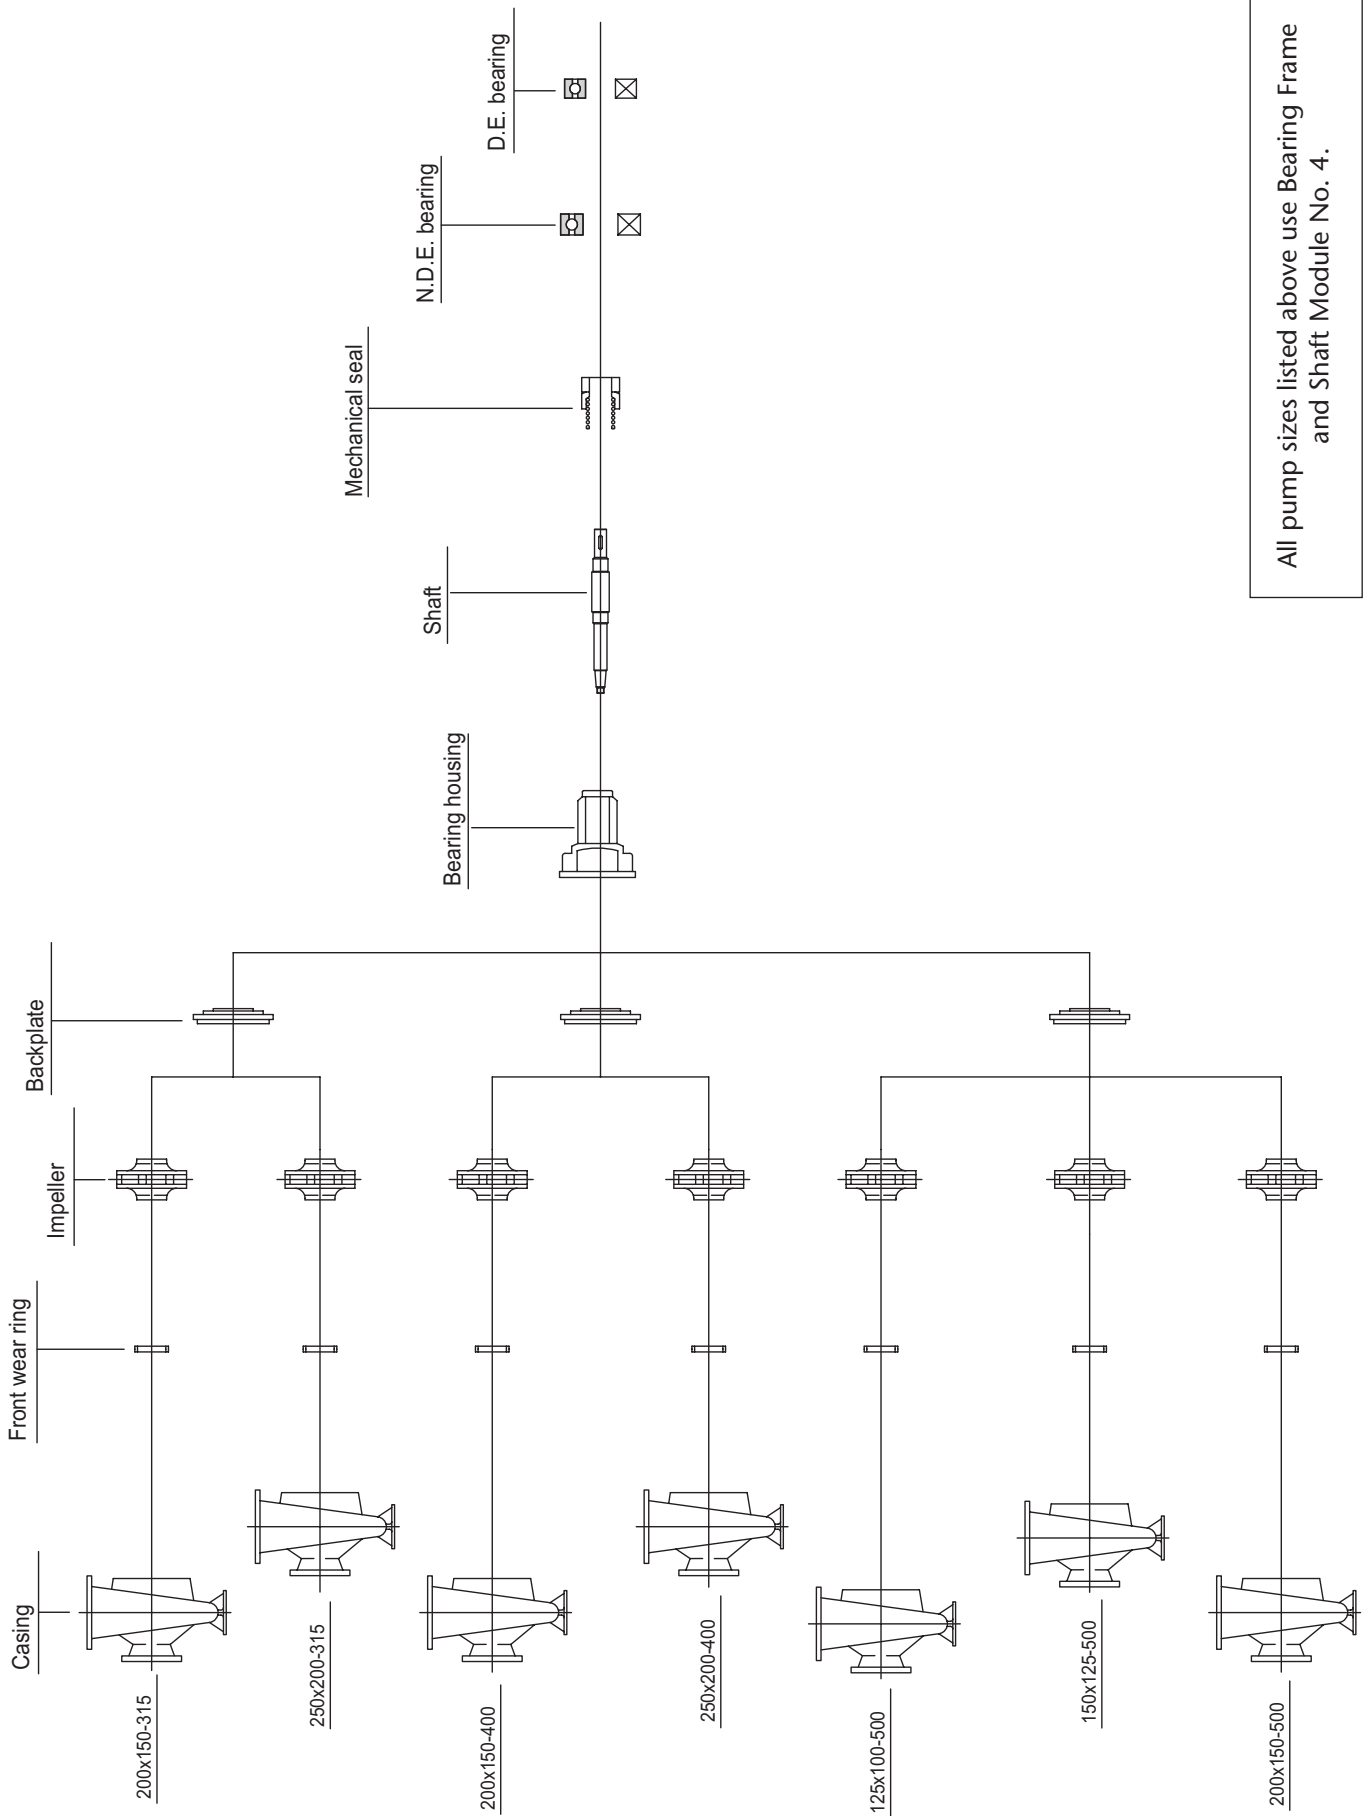 Casing
Front wear ring
Impeller
Backplate
Bearing housing
Shaft
Mechanical seal
N.D.E. bearing
D.E. bearing
200x150-315
250x200-315
200x150-400
250x200-400
125x100-500
150x125-500
200x150-500
All pump sizes listed above use Bearing Frame
and Shaft Module No. 4.